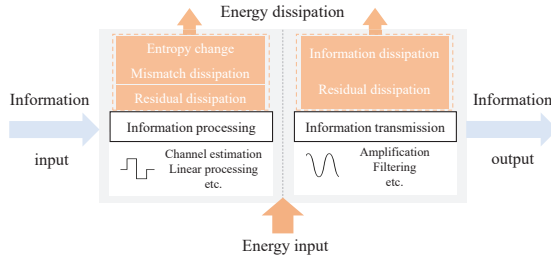 Energy dissipation
Entropy change
Mismatch dissipation
Residual dissipation
Information dissipation
Residual dissipation
Information
input
Information processing
Information transmission
Information
output
Channel estimation
Linear processing
etc.
Amplification
Filtering
etc.
Energy input